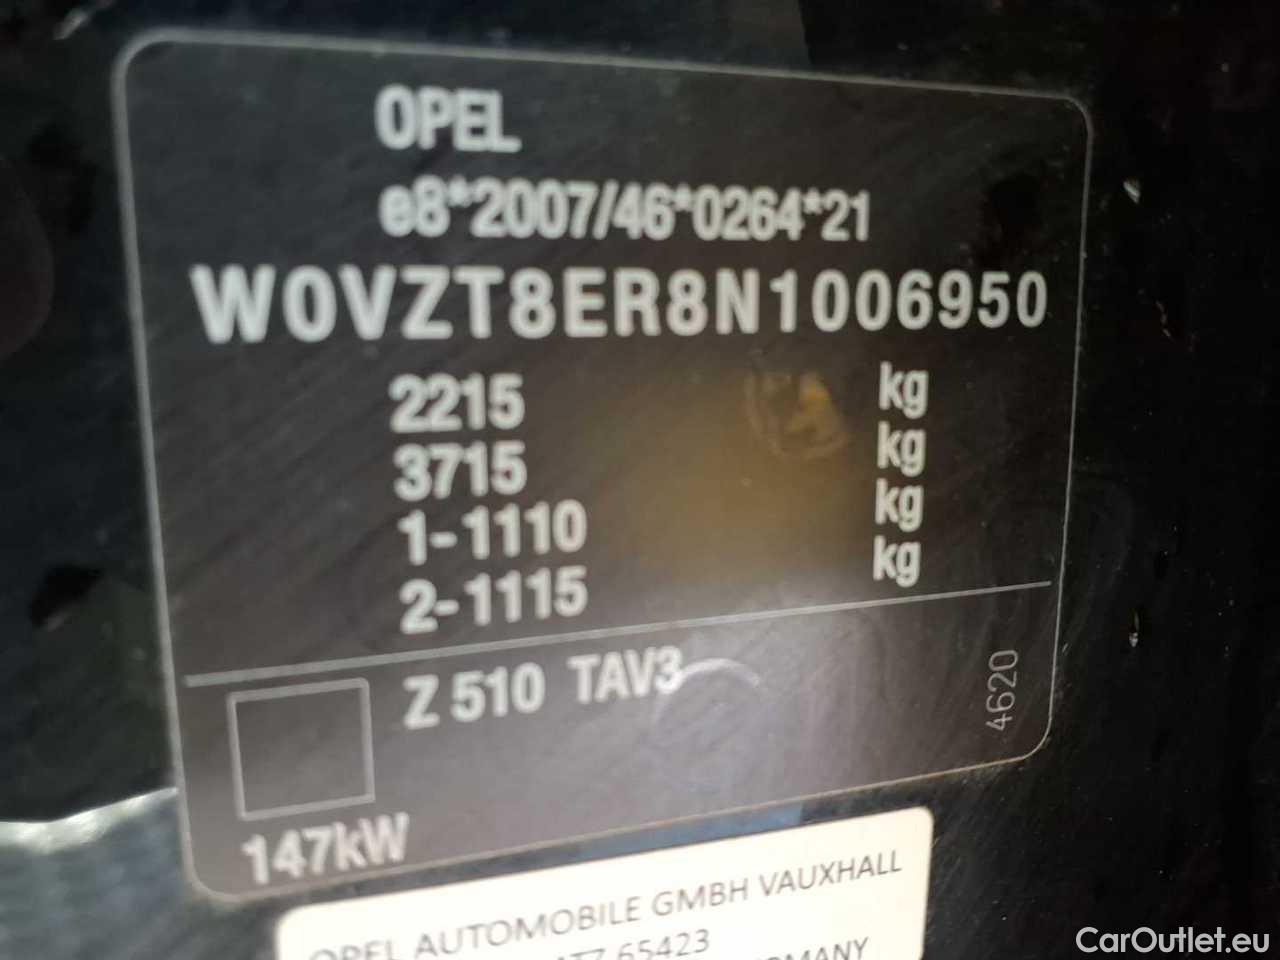 OPEL
e8*2007/46*0264*21
W0VZT8ER8N1006950
2215 kg
3715 kg
1-1110 kg
2-1115 kg
Z 510 TAV3
4620
147kW
OPEL AUTOMOBILE GMBH VAUXHALL
65423
CarOutlet.eu